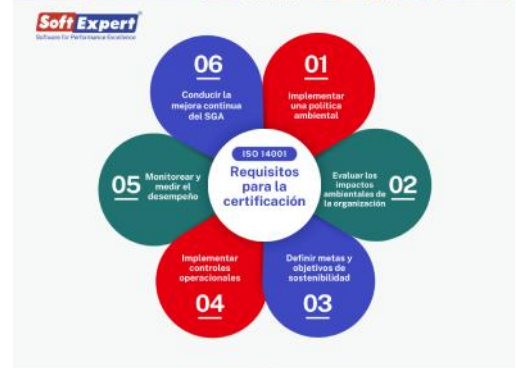 Soft Expert
Software for Performance Excellence
06
Conducir la
mejora continua
del SGA
01
Implementar
una política
ambiental
ISO 14001
Requisitos
para la
certificación
05
Monitorear y
medir el
desempeño
Evaluar los
impactos
ambientales de
la organización
02
Implementar
controles
operacionales
04
Definir metas y
objetivos de
sostenibilidad
03